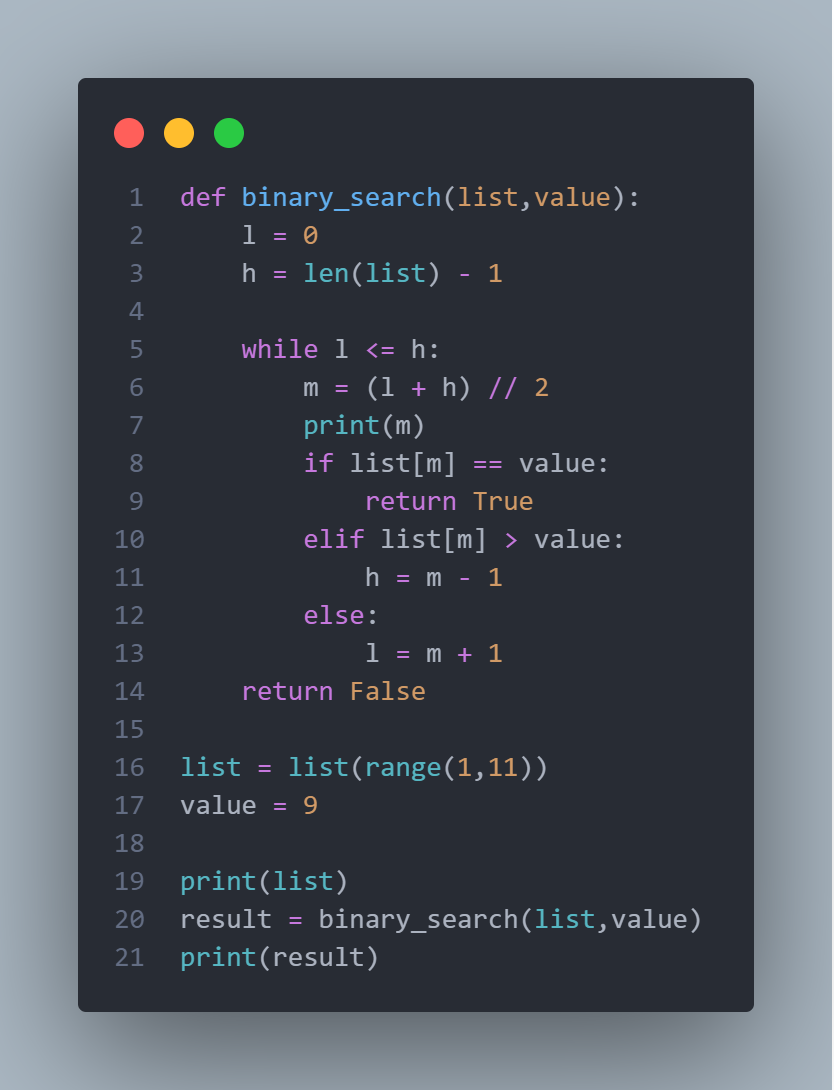 1 def binary_search(list,value):
2     l = 0
3     h = len(list) - 1
4
5     while l <= h:
6         m = (l + h) // 2
7         print(m)
8         if list[m] == value:
9             return True
10         elif list[m] > value:
11             h = m - 1
12         else:
13             l = m + 1
14     return False
15
16 list = list(range(1,11))
17 value = 9
18
19 print(list)
20 result = binary_search(list,value)
21 print(result)